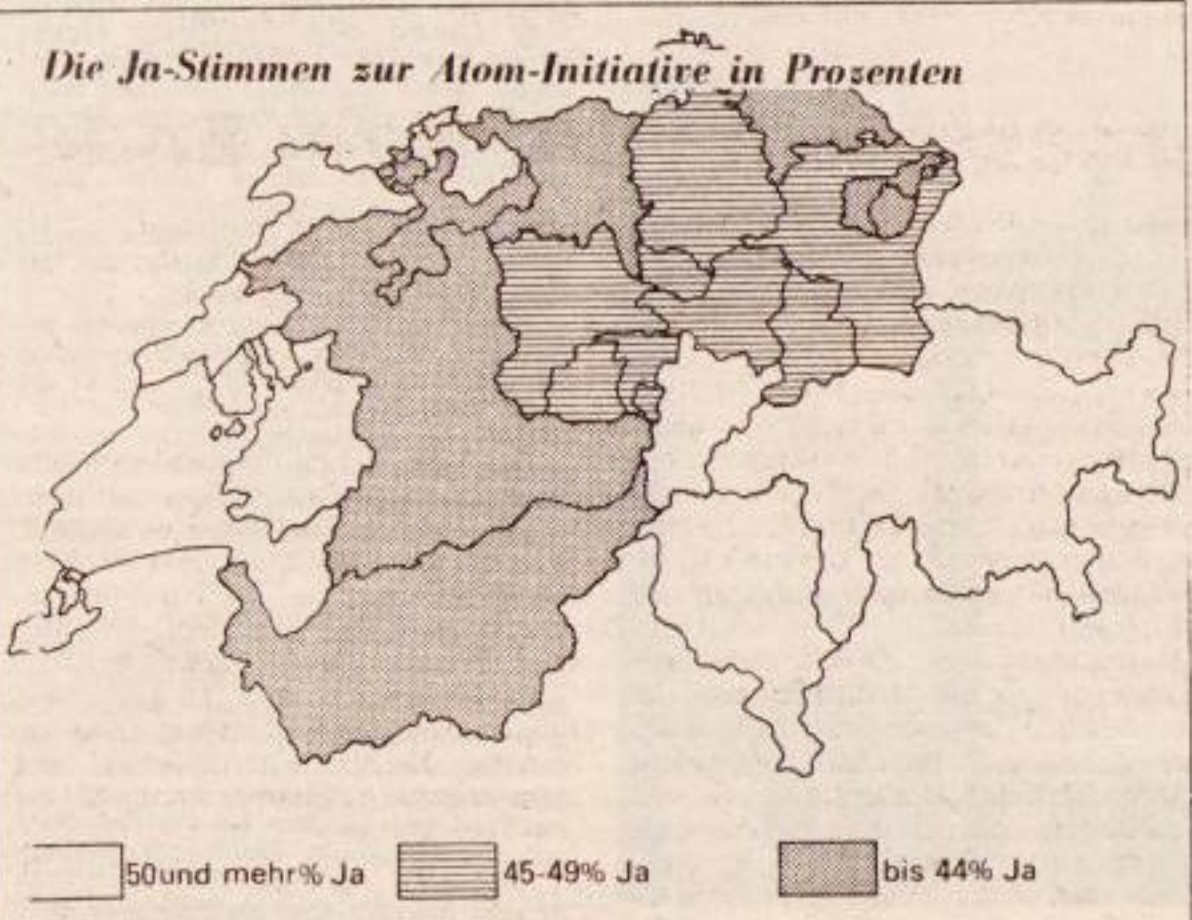 Die Ja-Stimmen zur Atom-Initiative in Prozenten
50und mehr% Ja
45-49% Ja
bis 44% Ja